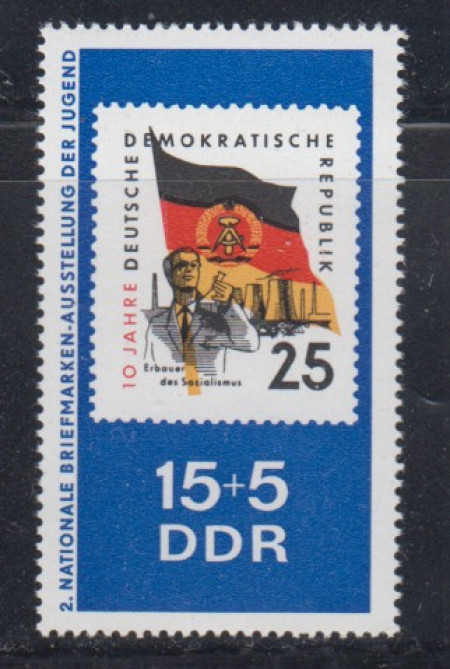 2. NATIONALE BRIEFMARKEN-AUSSTELLUNG DER JUGEND
10 JAHRE DEUTSCHE
DEMOKRATISCHE
REPUBLIK
Erbauer
des Sozialismus
25
15+5
DDR